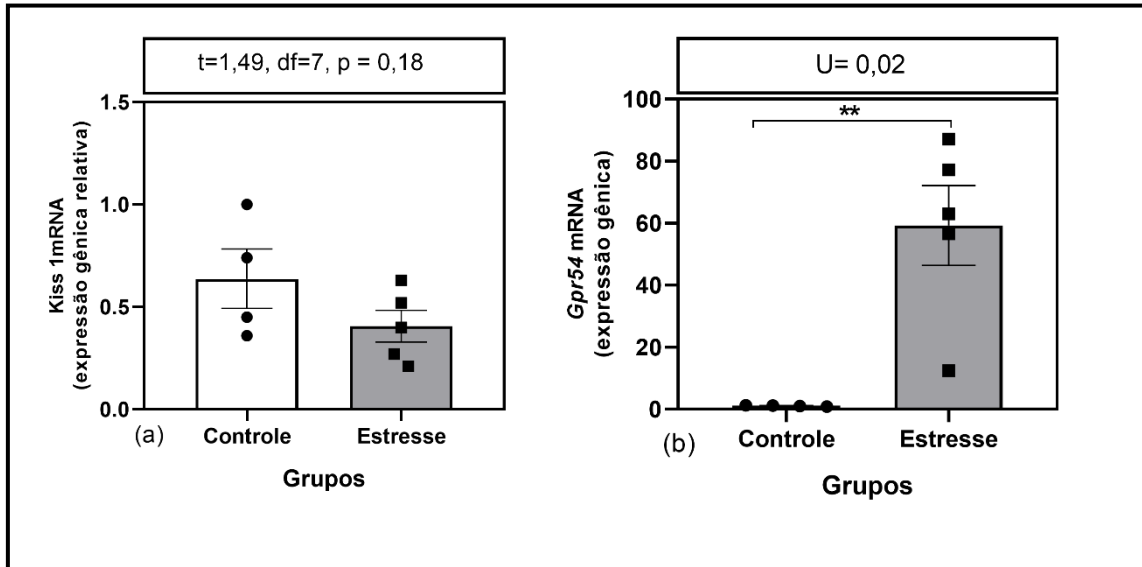 t=1,49, df=7, p = 0,18
1.5
1.0
0.5
0.0
Kiss 1mRNA
(expressão gênica relativa)
Controle
Estresse
(a)
Grupos
U= 0,02
**
100
80
60
40
20
0
Gpr54 mRNA
(expressão gênica)
Controle
Estresse
(b)
Grupos